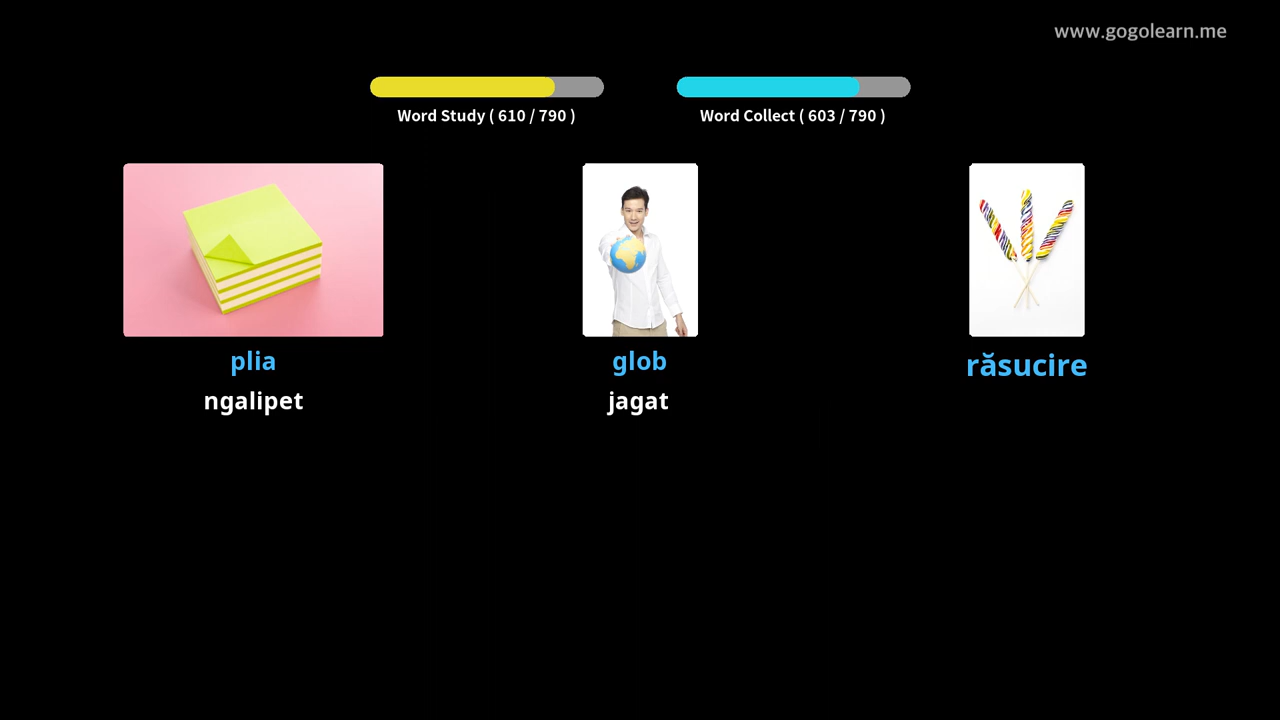 www.gogolearn.me
Word Study ( 610 / 790 )
Word Collect ( 603 / 790 )
plia
ngalipet
glob
jagat
răsucire